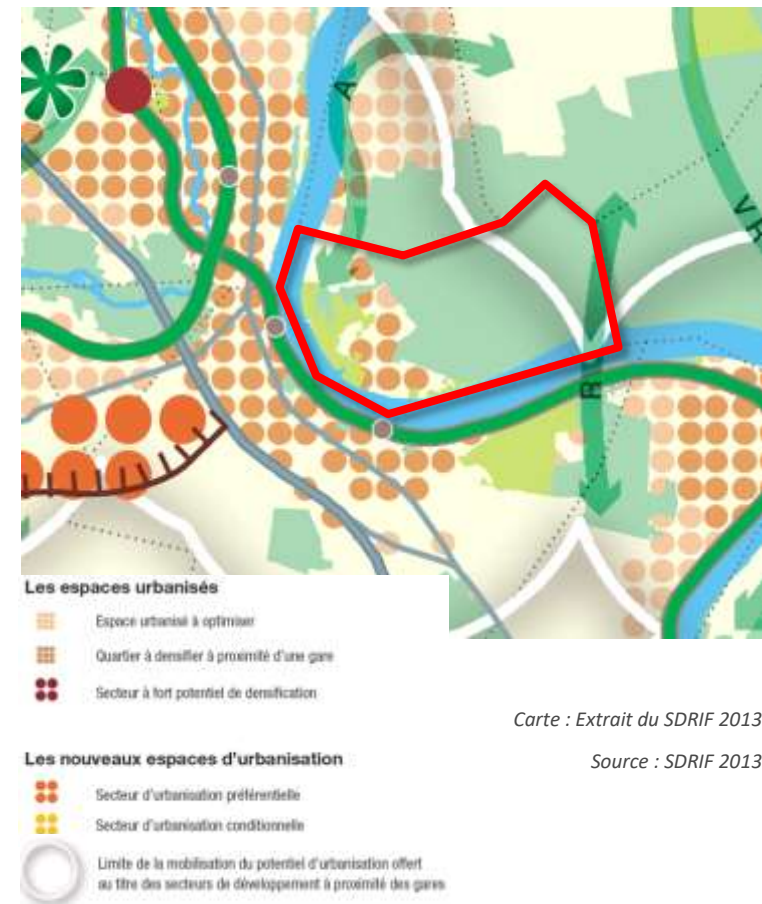 A
V R
R
Les espaces urbanisés
Espace urbanisé à optimiser
Quartier à densifier à proximité d'une gare
Secteur à fort potentiel de densification
Carte : Extrait du SDRIF 2013
Source : SDRIF 2013
Les nouveaux espaces d'urbanisation
Secteur d'urbanisation préférentielle
Secteur d'urbanisation conditionnelle
Limite de la mobilisation du potentiel d'urbanisation offert
au titre des secteurs de développement à proximité des gares